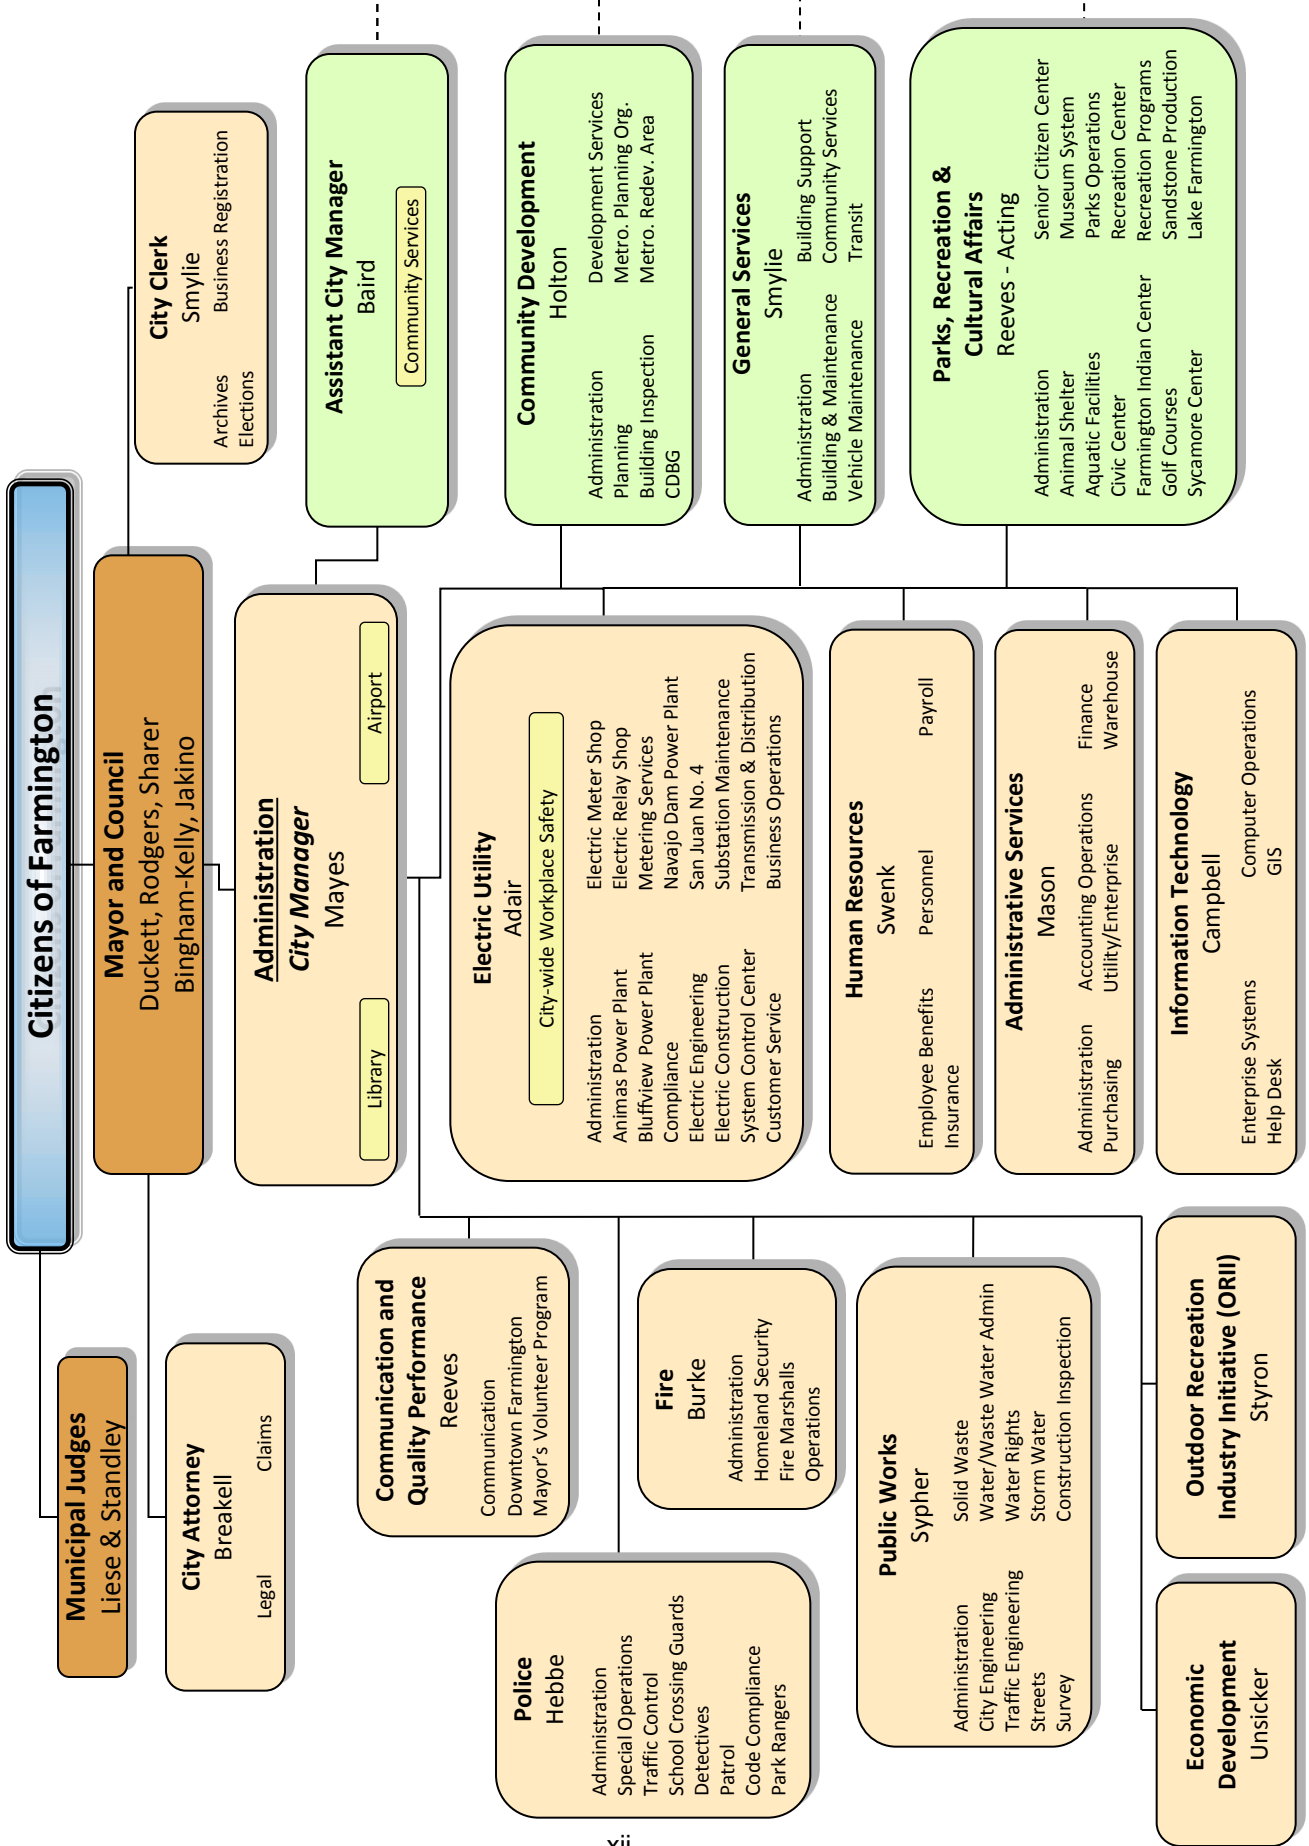 Citizens of Farmington
Municipal Judges
Liese & Standley
Mayor and Council
Duckett, Rodgers, Sharer
Bingham-Kelly, Jakino
City Clerk
Smylie
Archives
Elections
Business Registration
City Attorney
Breakell
Legal
Claims
Administration
City Manager
Mayes
Library
Airport
Assistant City Manager
Baird
Community Services
Communication and
Quality Performance
Reeves
Communication
Downtown Farmington
Mayor's Volunteer Program
Police
Hebbe
Administration
Special Operations
Traffic Control
School Crossing Guards
Detectives
Patrol
Code Compliance
Park Rangers
Fire
Burke
Administration
Homeland Security
Fire Marshalls
Operations
Public Works
Sypher
Administration
City Engineering
Traffic Engineering
Streets
Survey
Solid Waste
Water/Waste Water Admin
Water Rights
Storm Water
Construction Inspection
Economic
Development
Unsicker
Outdoor Recreation
Industry Initiative (ORII)
Styron
Electric Utility
Adair
City-wide Workplace Safety
Administration
Animas Power Plant
Bluffview Power Plant
Compliance
Electric Engineering
Electric Construction
System Control Center
Customer Service
Electric Meter Shop
Electric Relay Shop
Metering Services
Navajo Dam Power Plant
San Juan No. 4
Substation Maintenance
Transmission & Distribution
Business Operations
Human Resources
Swenk
Employee Benefits
Insurance
Personnel
Payroll
Administrative Services
Mason
Administration
Purchasing
Accounting Operations
Utility/Enterprise
Finance
Warehouse
Information Technology
Campbell
Enterprise Systems
Help Desk
Computer Operations
GIS
Community Development
Holton
Administration
Planning
Building Inspection
CDBG
Development Services
Metro. Planning Org.
Metro. Redev. Area
General Services
Smylie
Administration
Building & Maintenance
Vehicle Maintenance
Building Support
Community Services
Transit
Parks, Recreation &
Cultural Affairs
Reeves - Acting
Administration
Animal Shelter
Aquatic Facilities
Civic Center
Farmington Indian Center
Golf Courses
Sycamore Center
Senior Citizen Center
Museum System
Parks Operations
Recreation Center
Recreation Programs
Sandstone Production
Lake Farmington
xii